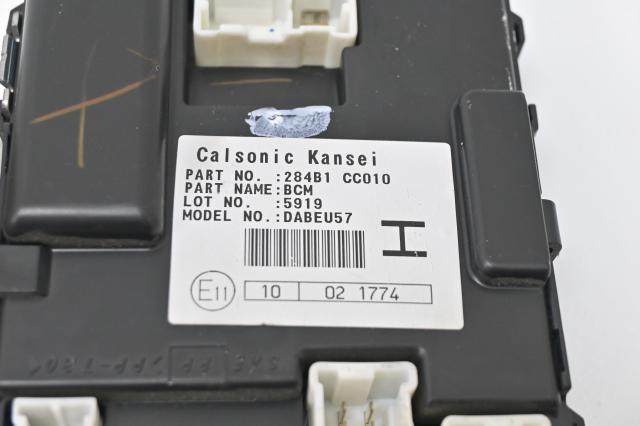 Calsonic Kansei
PART NO. :284B1 CC010
PART NAME:BCM
LOT NO. :5919
MODEL NO.:DABEU57
H
E11 10 02 1774